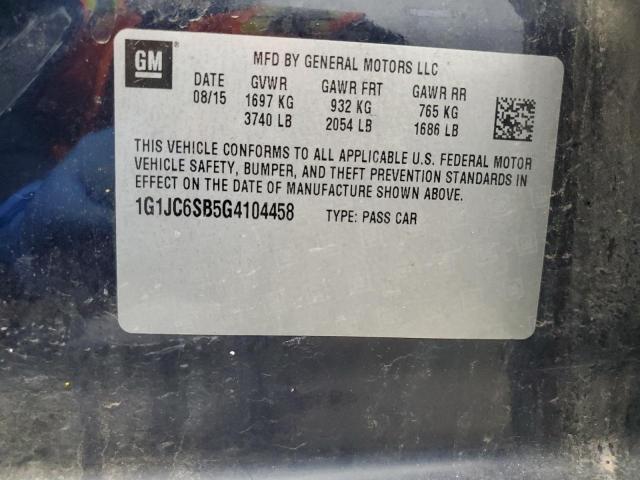 GM
MFD BY GENERAL MOTORS LLC
DATE GVWR GAWR FRT GAWR RR
08/15 1697 KG 932 KG 765 KG
3740 LB 2054 LB 1686 LB
THIS VEHICLE CONFORMS TO ALL APPLICABLE U.S. FEDERAL MOTOR
VEHICLE SAFETY, BUMPER, AND THEFT PREVENTION STANDARDS IN
EFFECT ON THE DATE OF MANUFACTURE SHOWN ABOVE.
1G1JC6SB5G4104458 TYPE: PASS CAR